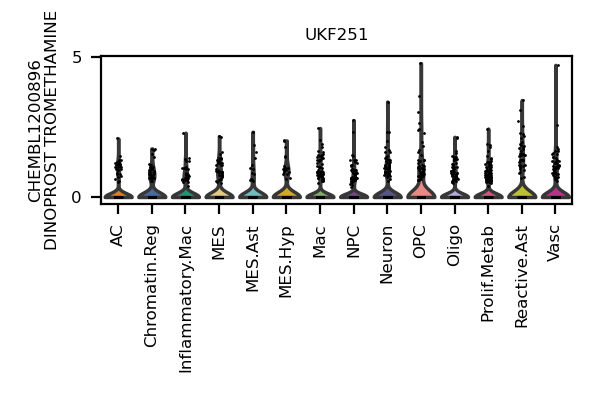 UKF251
CHEMBL1200896
DINOPROST TROMETHAMINE
5
0
AC
Chromatin.Reg
Inflammatory.Mac
MES
MES.Ast
MES.Hyp
Mac
NPC
Neuron
OPC
Oligo
Prolif.Metab
Reactive.Ast
Vasc